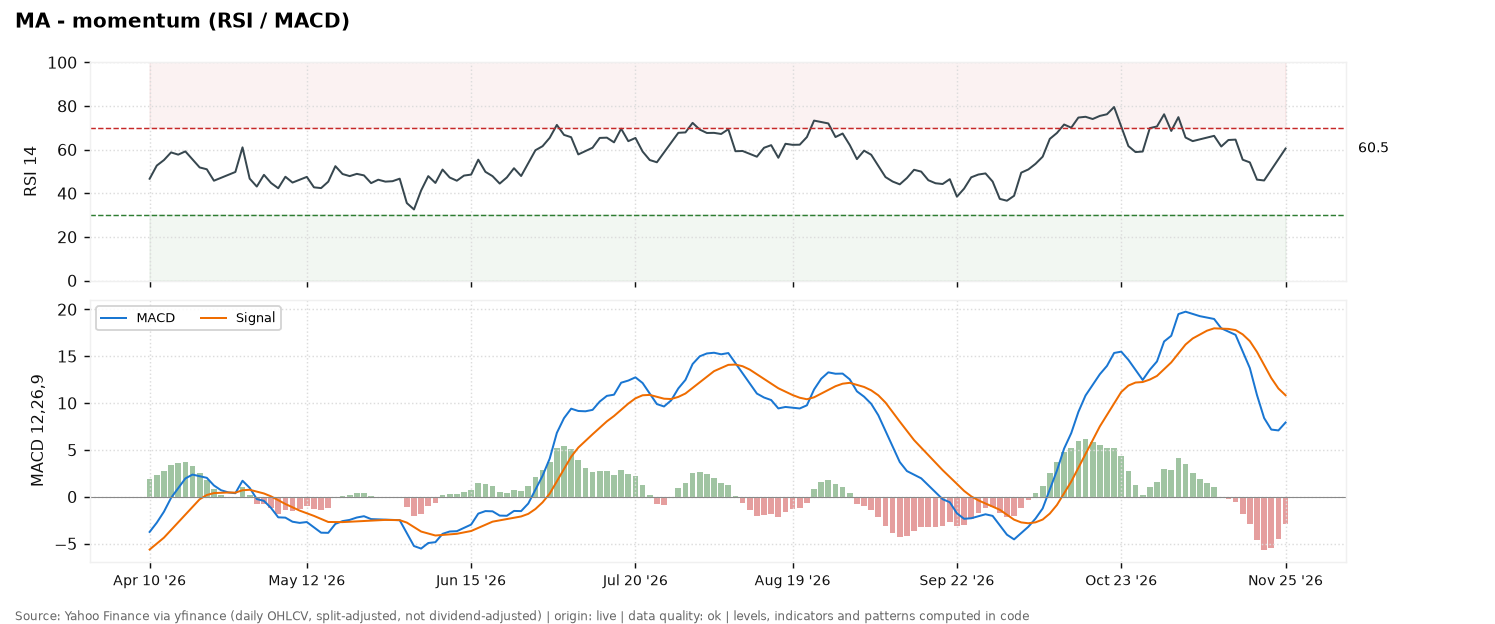 MA - momentum (RSI / MACD)
100
80
60
40
20
0
RSI 14
60.5
MACD
Signal
20
15
10
5
0
−5
MACD 12,26,9
Apr 10 '26
May 12 '26
Jun 15 '26
Jul 20 '26
Aug 19 '26
Sep 22 '26
Oct 23 '26
Nov 25 '26
Source: Yahoo Finance via yfinance (daily OHLCV, split-adjusted, not dividend-adjusted) | origin: live | data quality: ok | levels, indicators and patterns computed in code